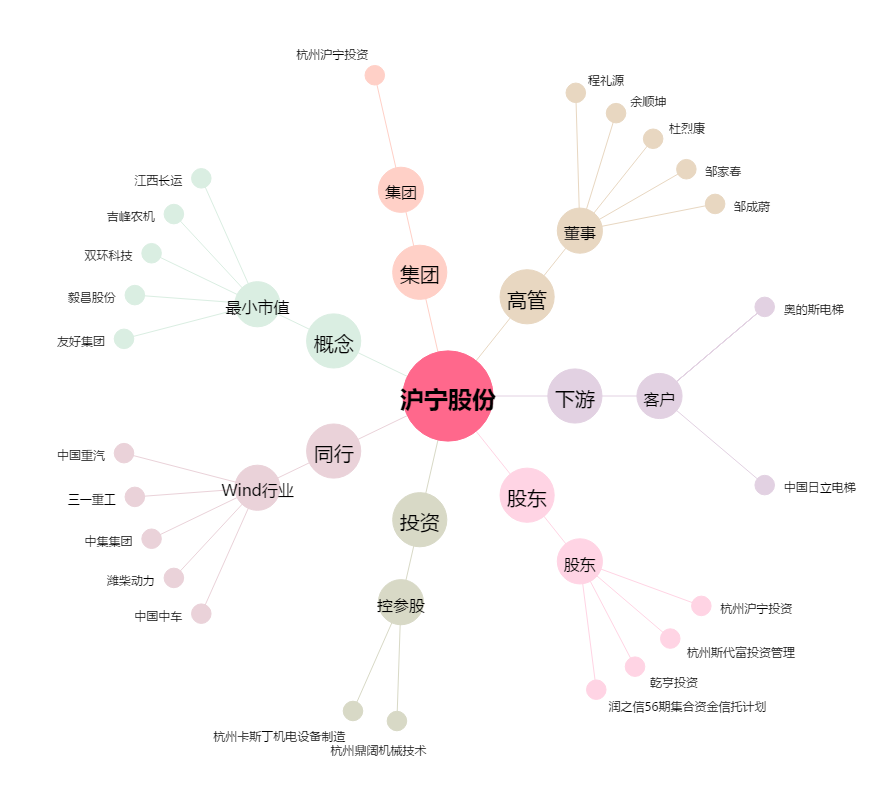 杭州沪宁投资
程礼源
余顺坤
杜烈康
邹家春
邹成蔚
集团
董事
江西长运
吉峰农机
双环科技
毅昌股份
友好集团
最小市值
集团
高管
概念
奥的斯电梯
沪宁股份
下游
客户
中国日立电梯
同行
Wind行业
中国重汽
三一重工
中集集团
潍柴动力
中国中车
投资
控参股
杭州卡斯丁机电设备制造
杭州鼎阔机械技术
股东
股东
杭州沪宁投资
杭州斯代富投资管理
乾亨投资
润之信56期集合资金信托计划